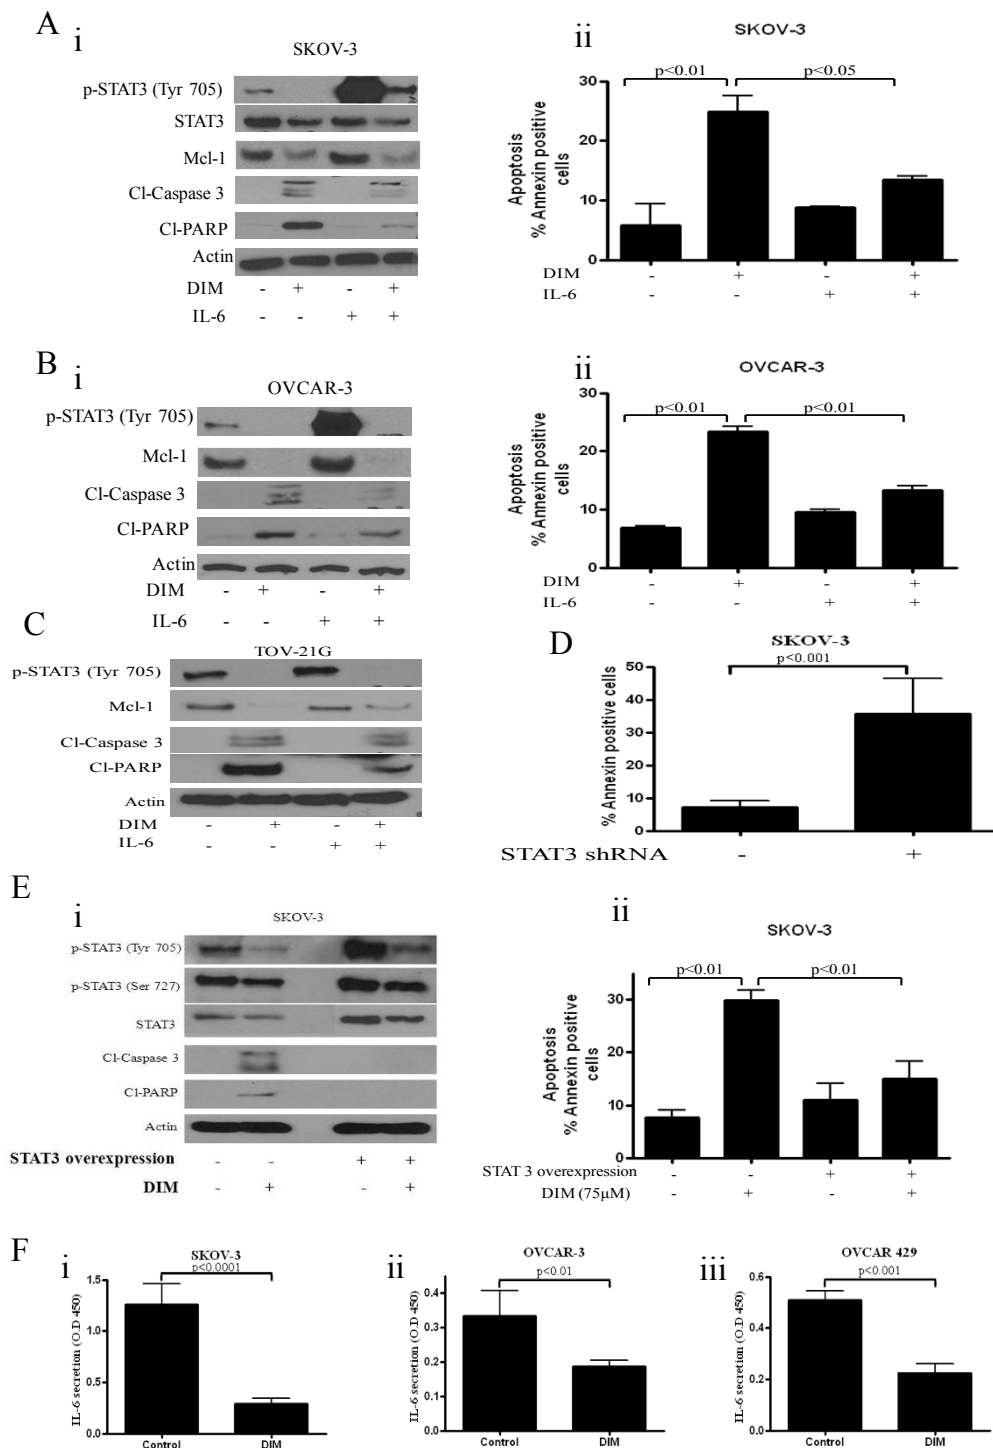 A
i
SKOV-3
p-STAT3 (Tyr 705)
STAT3
Mcl-1
Cl-Caspase 3
Cl-PARP
Actin
DIM - + - +
IL-6 - - + +
ii
SKOV-3
p<0.01 p<0.05
Apoptosis
% Annexin positive
cells
30
20
10
0
DIM - + - +
IL-6 - - + +
B
i
OVCAR-3
p-STAT3 (Tyr 705)
Mcl-1
Cl-Caspase 3
Cl-PARP
Actin
DIM - + - +
IL-6 - - + +
ii
OVCAR-3
p<0.01 p<0.01
Apoptosis
% Annexin positive
cells
30
20
10
0
DIM - + - +
IL-6 - - + +
C
TOV-21G
p-STAT3 (Tyr 705)
Mcl-1
Cl-Caspase 3
Cl-PARP
Actin
DIM - + - +
IL-6 - - + +
D
SKOV-3
p<0.001
% Annexin positive cells
50
40
30
20
10
0
STAT3 shRNA - +
E
i
SKOV-3
p-STAT3 (Tyr 705)
p-STAT3 (Ser 727)
STAT3
Cl-Caspase 3
Cl-PARP
Actin
STAT3 overexpression - - + +
DIM - + - +
ii
SKOV-3
p<0.01 p<0.01
Apoptosis
% Annexin positive
cells
30
20
10
0
STAT 3 overexpression - - + +
DIM (75µM) - + - +
F
i
SKOV-3
p<0.0001
IL-6 secretion (O.D 450)
1.5
1.0
0.5
0.0
Control DIM
ii
OVCAR-3
p<0.01
IL-6 secretion (O.D 450)
0.4
0.3
0.2
0.1
0.0
Control DIM
iii
OVCAR 429
p<0.001
IL-6 secretion (O.D 450)
0.6
0.4
0.2
0.0
Control DIM